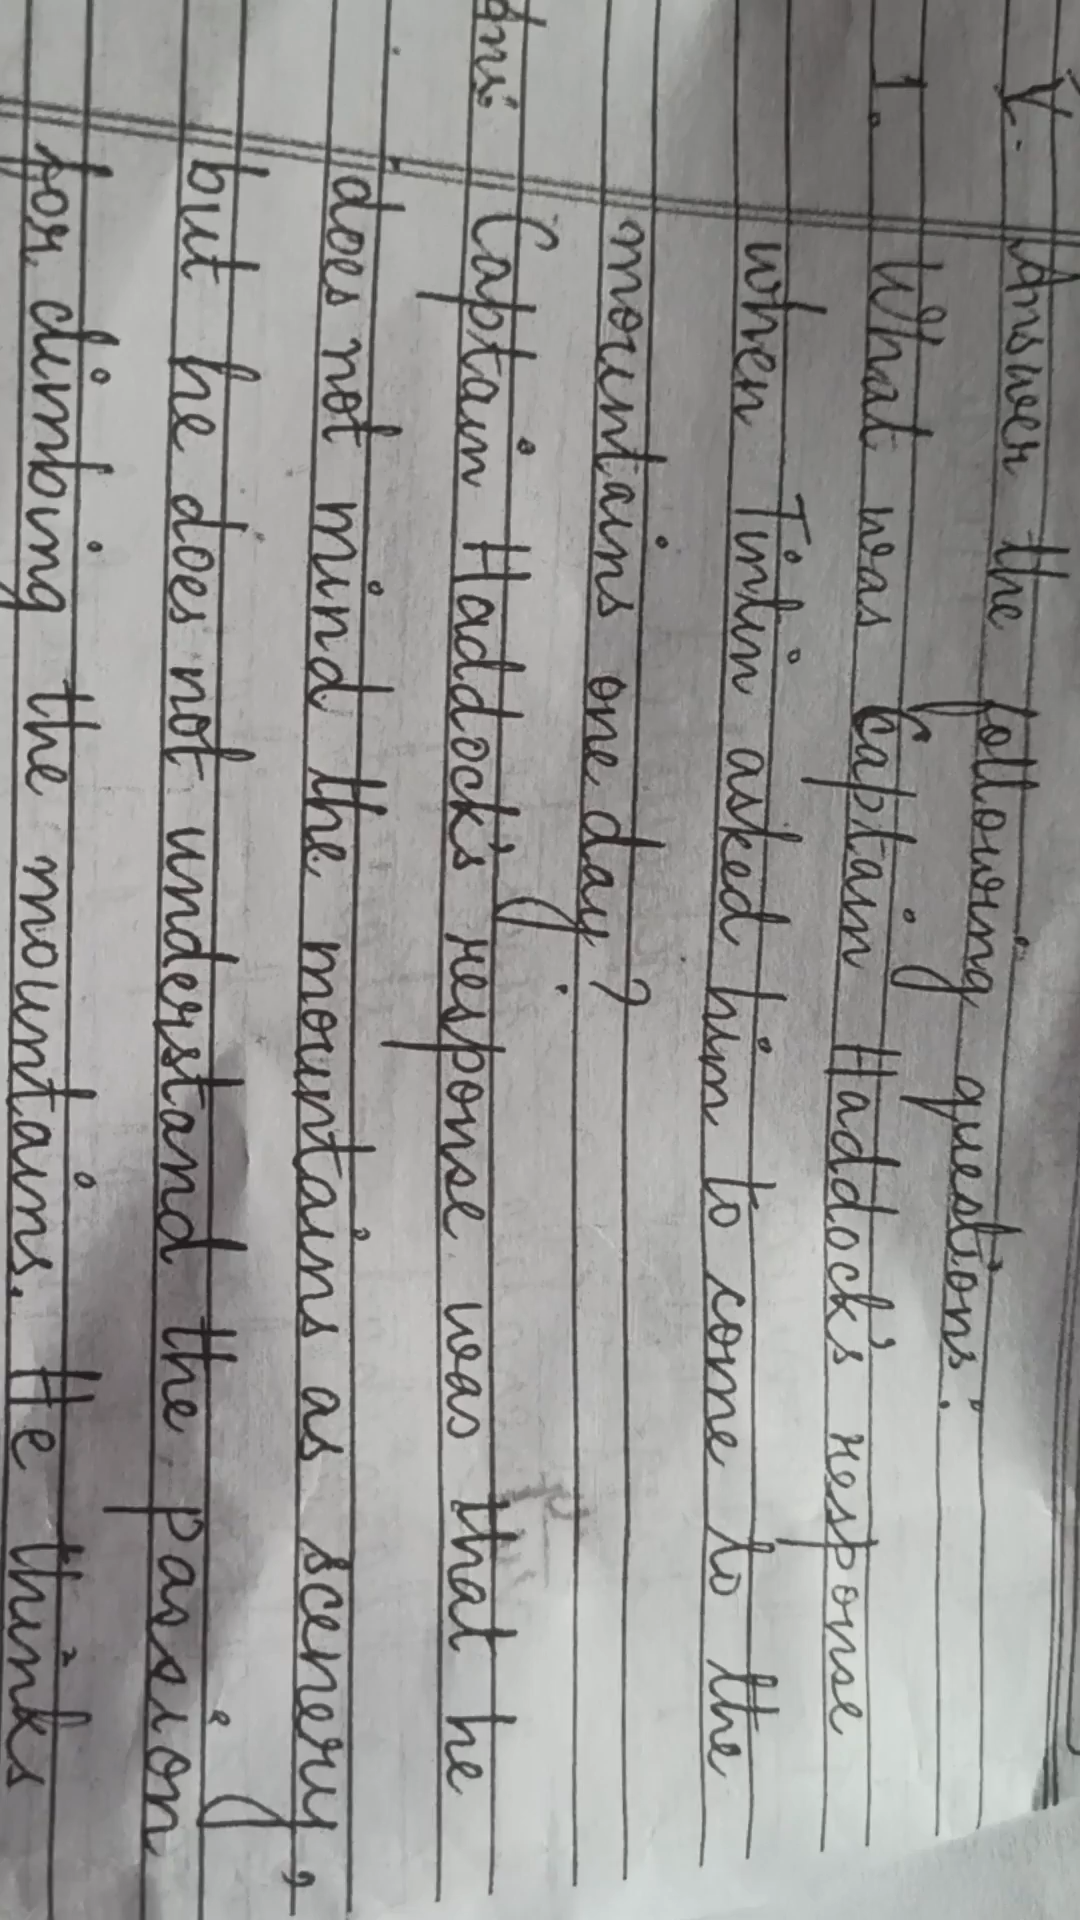 V. Answer the following questions:
1. What was Captain Haddock's response
when Tintin asked him to come to the
mountains one day?
Ans: Captain Haddock's response was that he
does not mind the mountains as scenery,
but he does not understand the passion
for climbing the mountains. He thinks